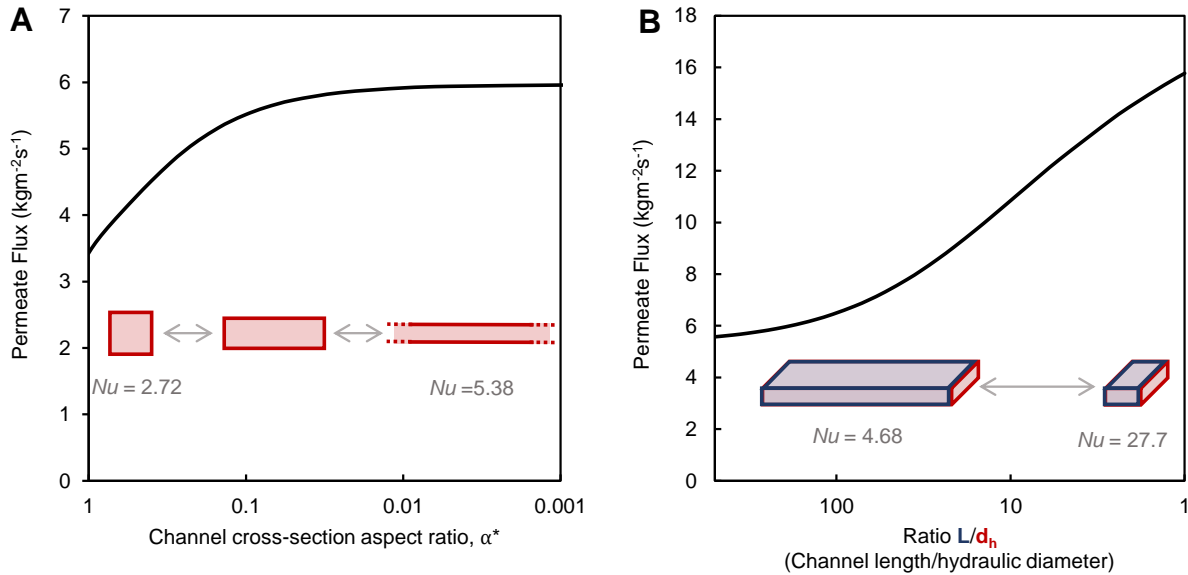 A
Permeate Flux (kgm-2s-1)
7
6
5
4
3
2
1
0
Nu = 2.72
Nu =5.38
1
0.1
0.01
0.001
Channel cross-section aspect ratio, α*
B
Permeate Flux (kgm-2s-1)
18
16
14
12
10
8
6
4
2
0
Nu = 4.68
Nu = 27.7
100
10
1
Ratio L/dh
(Channel length/hydraulic diameter)